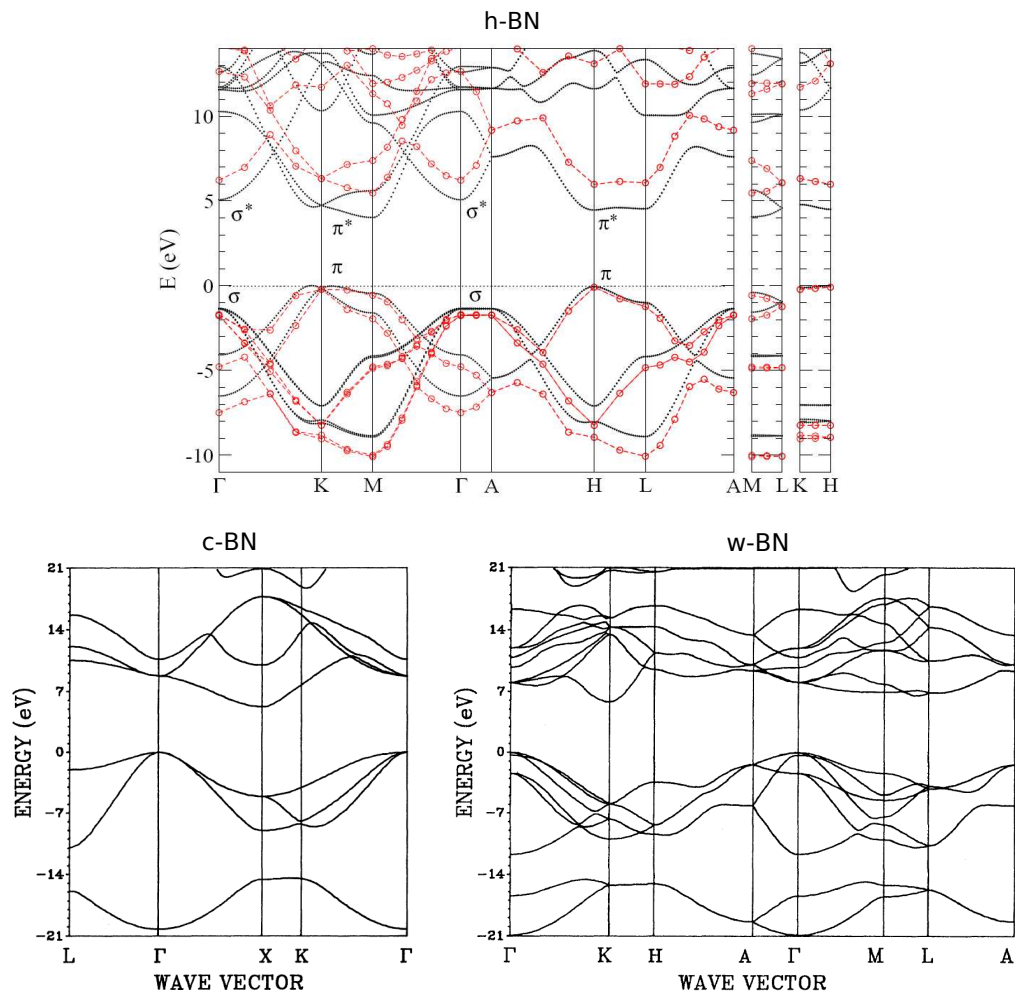 h-BN
E (eV)
10
5
0
-5
-10
σ*
π*
σ*
π*
π
π
σ
σ
Γ K M Γ A H L A M L K H
c-BN
ENERGY (eV)
21
14
7
0
-7
-14
-21
L Γ X K Γ
WAVE VECTOR
w-BN
ENERGY (eV)
21
14
7
0
-7
-14
-21
Γ K H A Γ M L A
WAVE VECTOR